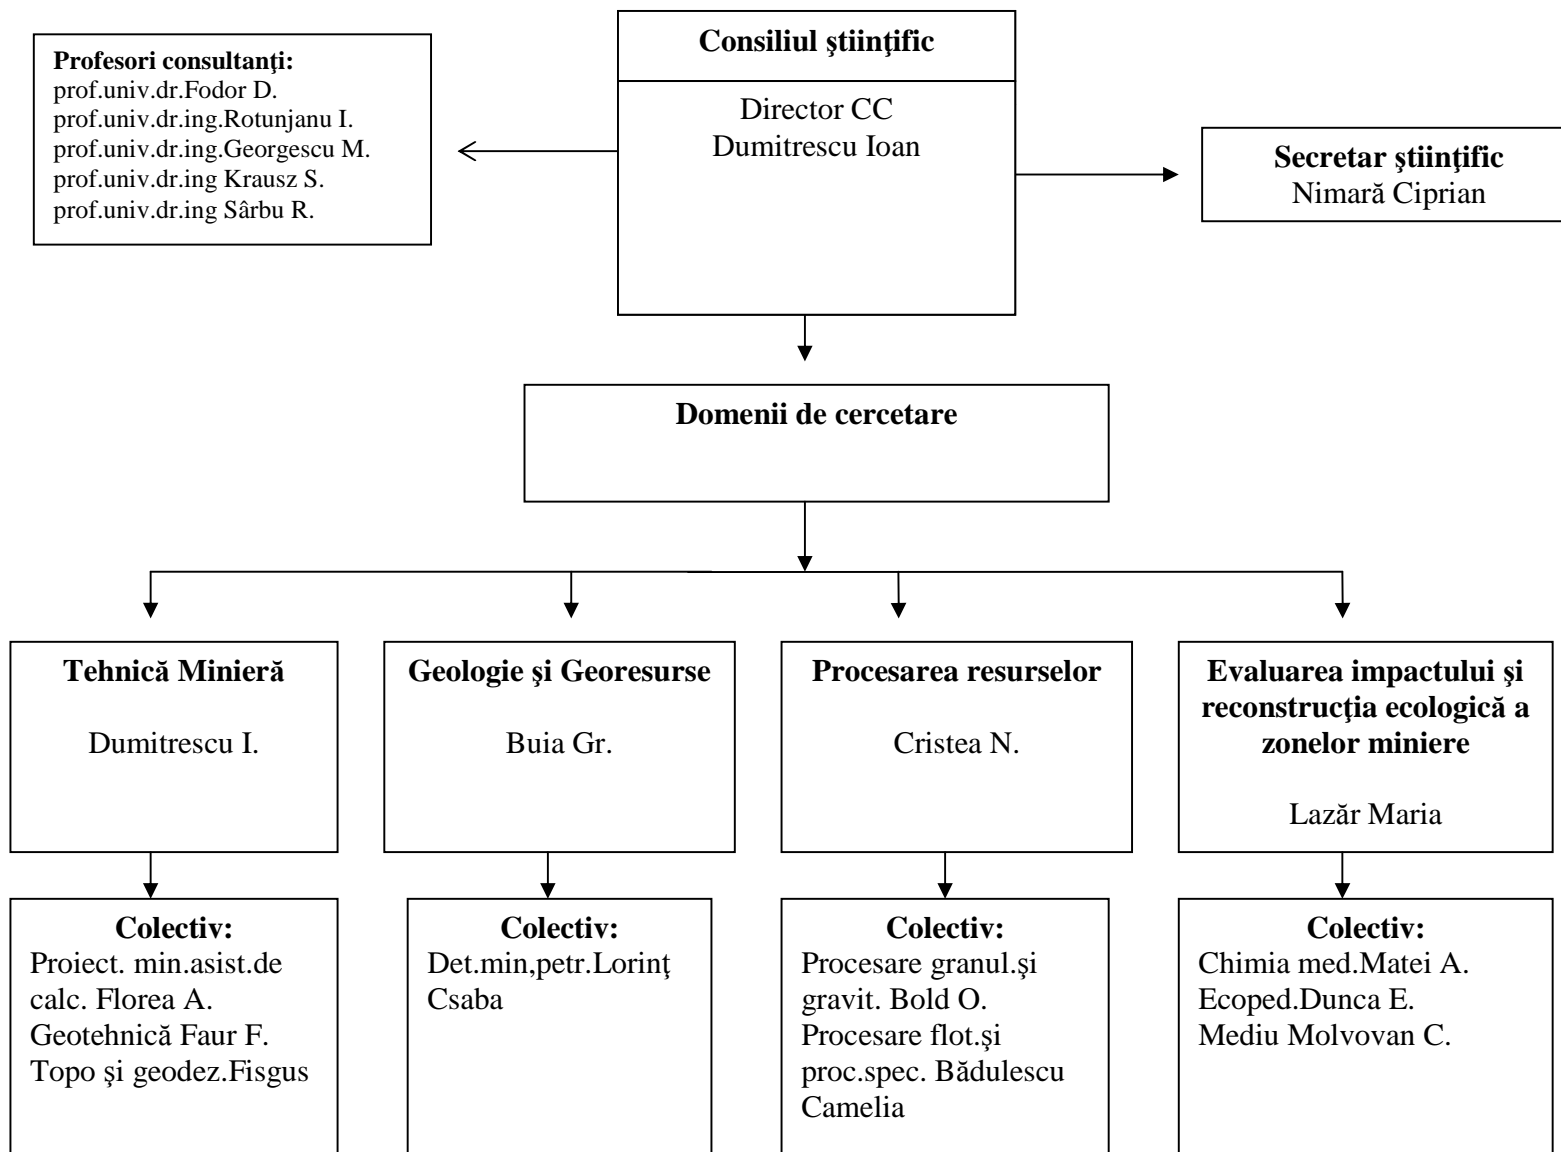 Consiliul ştiinţific
Director CC
Dumitrescu Ioan
Profesori consultanţi:
prof.univ.dr.Fodor D.
prof.univ.dr.ing.Rotunjanu I.
prof.univ.dr.ing.Georgescu M.
prof.univ.dr.ing Krausz S.
prof.univ.dr.ing Sârbu R.
Secretar ştiinţific
Nimară Ciprian
Domenii de cercetare
Tehnică Minieră
Dumitrescu I.
Geologie şi Georesurse
Buia Gr.
Procesarea resurselor
Cristea N.
Evaluarea impactului şi
reconstrucţia ecologică a
zonelor miniere
Lazăr Maria
Colectiv:
Proiect. min.asist.de
calc. Florea A.
Geotehnică Faur F.
Topo şi geodez.Fisgus
Colectiv:
Det.min,petr.Lorinţ
Csaba
Colectiv:
Procesare granul.şi
gravit. Bold O.
Procesare flot.şi
proc.spec. Bădulescu
Camelia
Colectiv:
Chimia med.Matei A.
Ecoped.Dunca E.
Mediu Molvovan C.